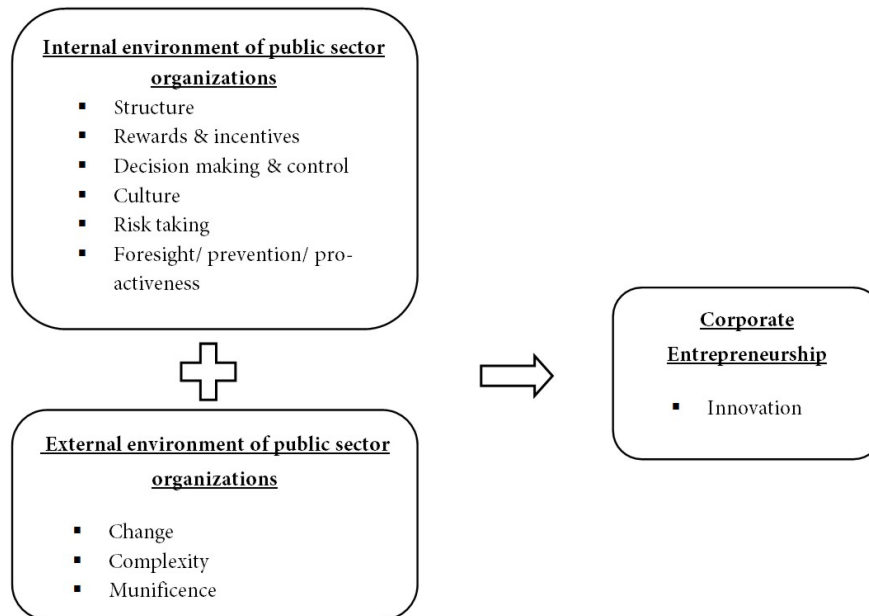 Internal environment of public sector
organizations
▪ Structure
▪ Rewards & incentives
▪ Decision making & control
▪ Culture
▪ Risk taking
▪ Foresight/ prevention/ pro-
activeness
External environment of public sector
organizations
▪ Change
▪ Complexity
▪ Munificence
Corporate
Entrepreneurship
▪ Innovation